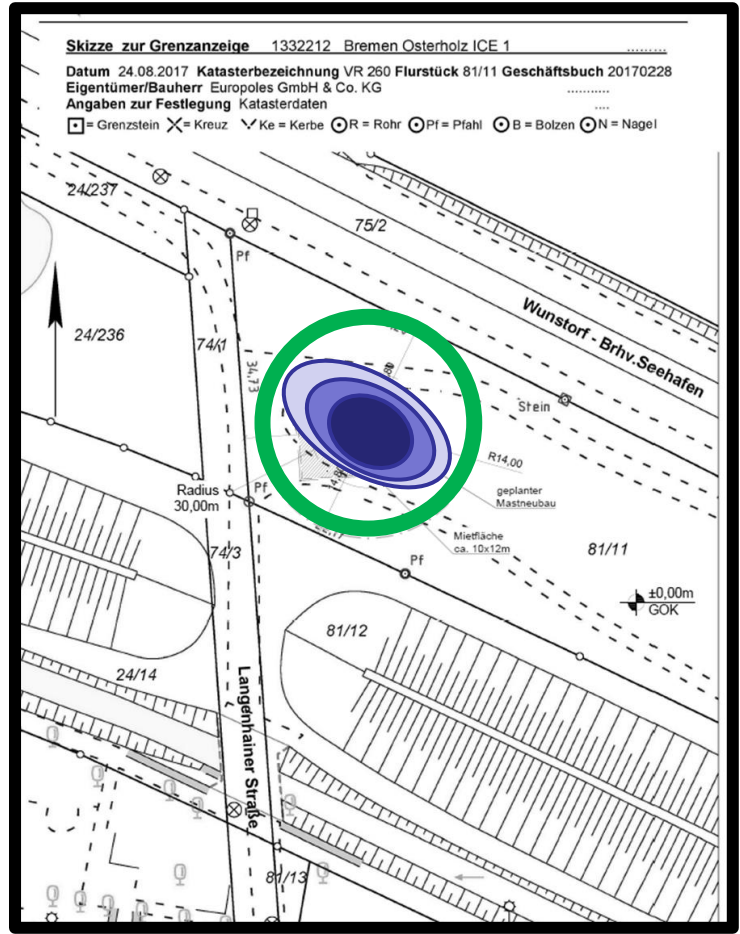 Skizze zur Grenzanzeige 1332212 Bremen Osterholz ICE 1 .........
Datum 24.08.2017 Katasterbezeichnung VR 260 Flurstück 81/11 Geschäftsbuch 20170228
Eigentümer/Bauherr Europoles GmbH & Co. KG ...........
Angaben zur Festlegung Katasterdaten ....
= Grenzstein = Kreuz Ke = Kerbe R = Rohr Pf = Pfahl B = Bolzen N = Nagel
24/237
75/2
Pf
Wunstorf - Brhv.Seehafen
24/236
74/1
34,73
Stein
R14,00
Radius
30,00m
Pf
geplanter
Mastneubau
Mietfläche
ca. 10x12m
81/11
74/3
Pf
±0,00m
GOK
81/12
24/14
Langenhainer Straße
81/13